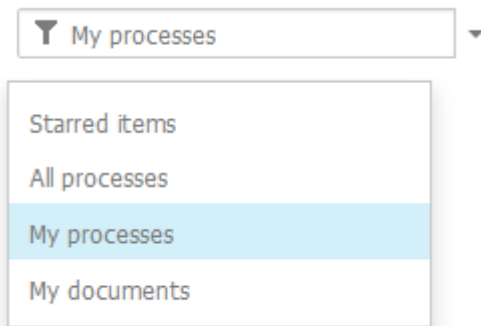 My processes
Starred items
All processes
My processes
My documents